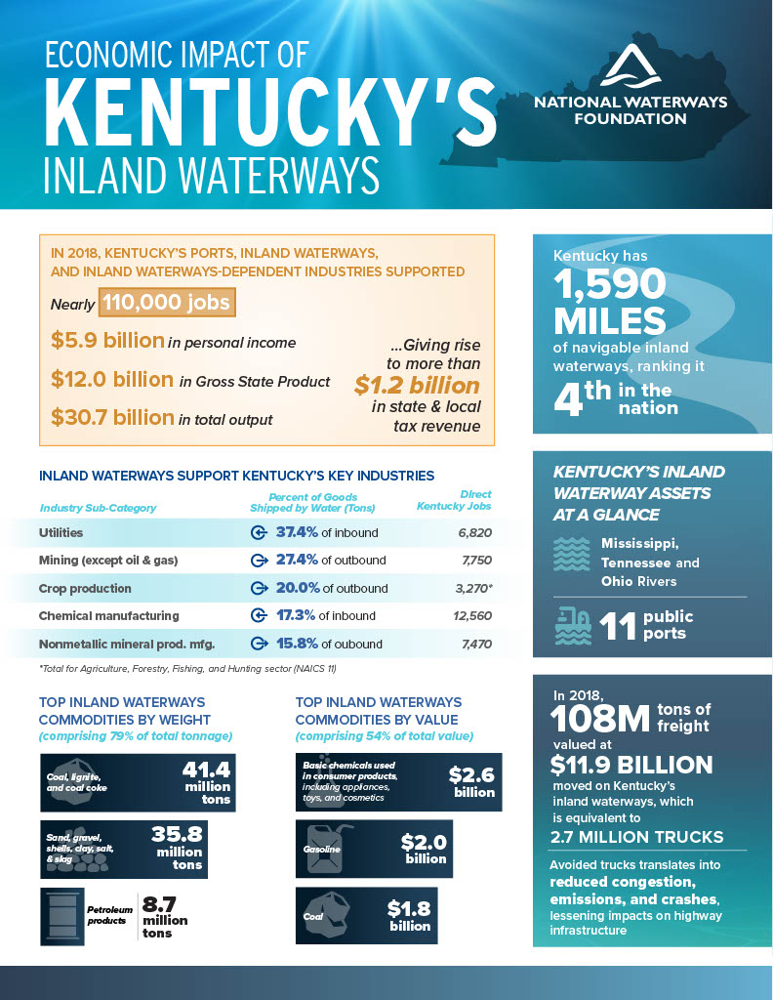 ECONOMIC IMPACT OF
KENTUCKY'S
INLAND WATERWAYS
NATIONAL WATERWAYS
FOUNDATION
IN 2018, KENTUCKY'S PORTS, INLAND WATERWAYS,
AND INLAND WATERWAYS-DEPENDENT INDUSTRIES SUPPORTED
Nearly 110,000 jobs
$5.9 billion in personal income
$12.0 billion in Gross State Product
$30.7 billion in total output
...Giving rise
to more than
$1.2 billion
in state & local
tax revenue
Kentucky has
1,590
MILES
of navigable inland
waterways, ranking it
4th in the
nation
INLAND WATERWAYS SUPPORT KENTUCKY'S KEY INDUSTRIES
Industry Sub-Category
Percent of Goods
Shipped by Water (Tons)
Direct
Kentucky Jobs
Utilities 37.4% of inbound 6,820
Mining (except oil & gas) 27.4% of outbound 7,750
Crop production 20.0% of outbound 3,270*
Chemical manufacturing 17.3% of inbound 12,560
Nonmetallic mineral prod. mfg. 15.8% of oubound 7,470
*Total for Agriculture, Forestry, Fishing, and Hunting sector (NAICS 11)
KENTUCKY'S INLAND
WATERWAY ASSETS
AT A GLANCE
Mississippi,
Tennessee and
Ohio Rivers
11 public
ports
TOP INLAND WATERWAYS
COMMODITIES BY WEIGHT
(comprising 79% of total tonnage)
Coal, lignite,
and coal coke
41.4
million
tons
Sand, gravel,
shells, clay, salt,
& slag
35.8
million
tons
Petroleum
products
8.7
million
tons
TOP INLAND WATERWAYS
COMMODITIES BY VALUE
(comprising 54% of total value)
Basic chemicals used
in consumer products,
including appliances,
toys, and cosmetics
$2.6
billion
Gasoline
$2.0
billion
Coal
$1.8
billion
In 2018,
108M tons of
freight
valued at
$11.9 BILLION
moved on Kentucky's
inland waterways, which
is equivalent to
2.7 MILLION TRUCKS
Avoided trucks translates into
reduced congestion,
emissions, and crashes,
lessening impacts on highway
infrastructure